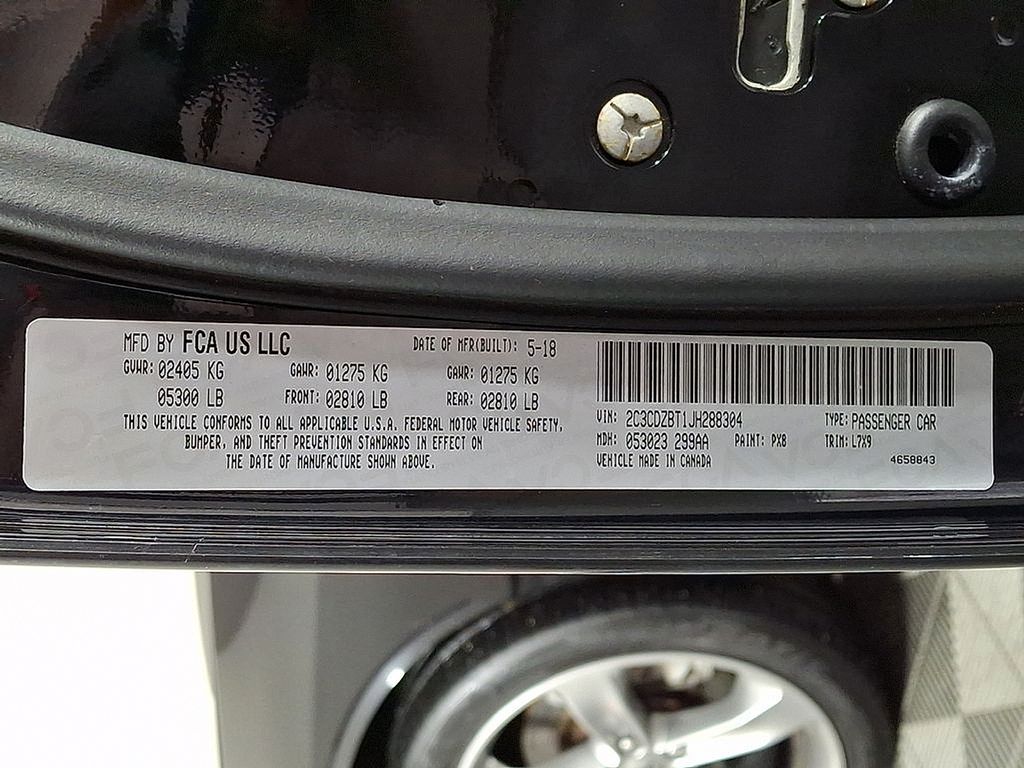 MFD BY FCA US LLC DATE OF MFR(BUILT): 5-18
GVWR: 02405 KG GAWR: 01275 KG GAWR: 01275 KG
05300 LB FRONT: 02810 LB REAR: 02810 LB
THIS VEHICLE CONFORMS TO ALL APPLICABLE U.S.A. FEDERAL MOTOR VEHICLE SAFETY,
BUMPER, AND THEFT PREVENTION STANDARDS IN EFFECT ON
THE DATE OF MANUFACTURE SHOWN ABOVE.
VIN: 2C3CDZBT1JH288304 TYPE: PASSENGER CAR
MDH: 053023 299AA PAINT: PX8 TRIM: L7X9
VEHICLE MADE IN CANADA 4658843